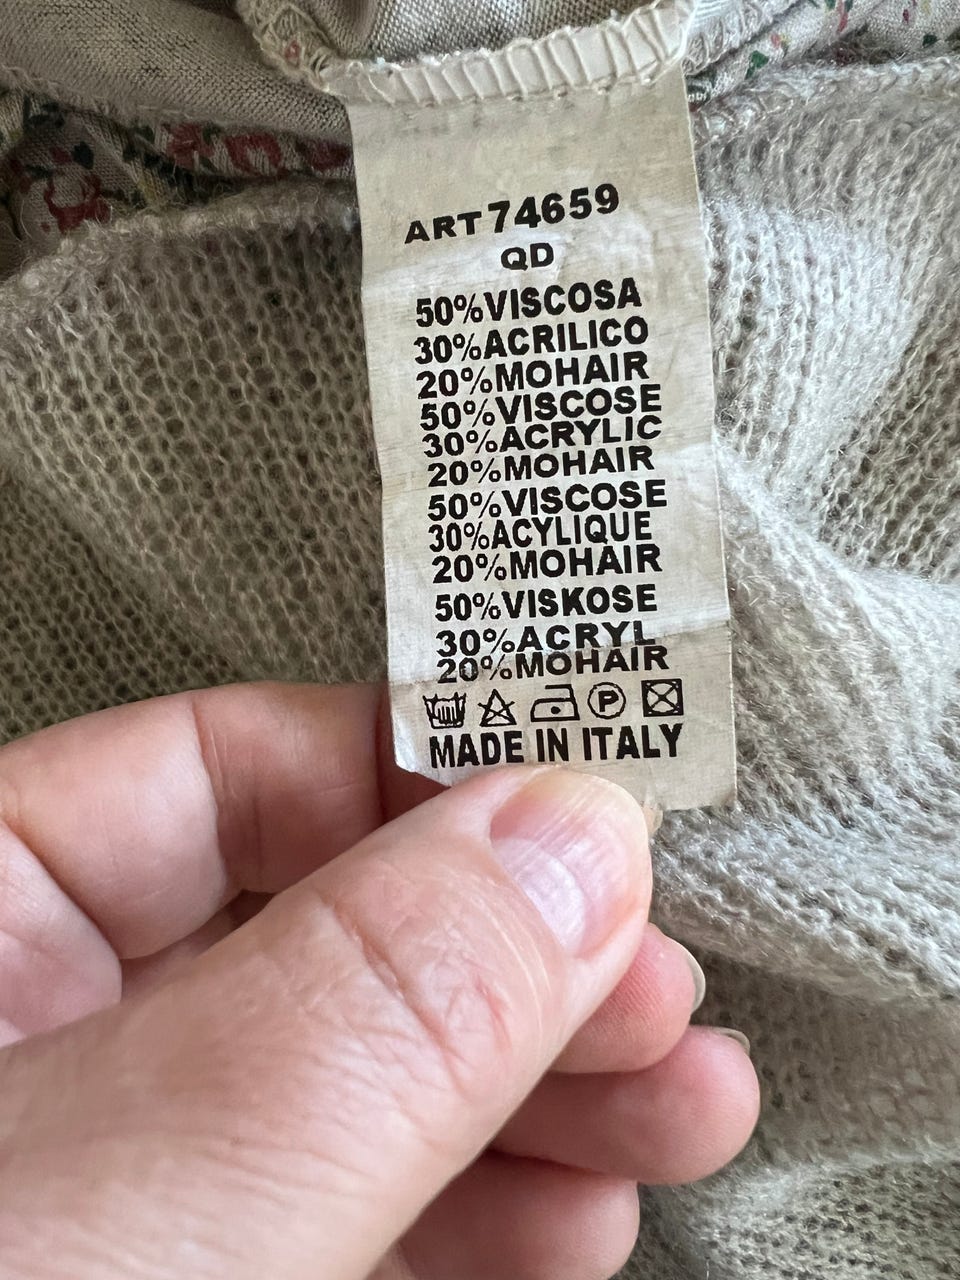 ART 74659
QD
50%VISCOSA
30%ACRILICO
20%MOHAIR
50%VISCOSE
30%ACRYLIC
20%MOHAIR
50%VISCOSE
30%ACYLIQUE
20%MOHAIR
50%VISKOSE
30%ACRYL
20%MOHAIR
P
MADE IN ITALY